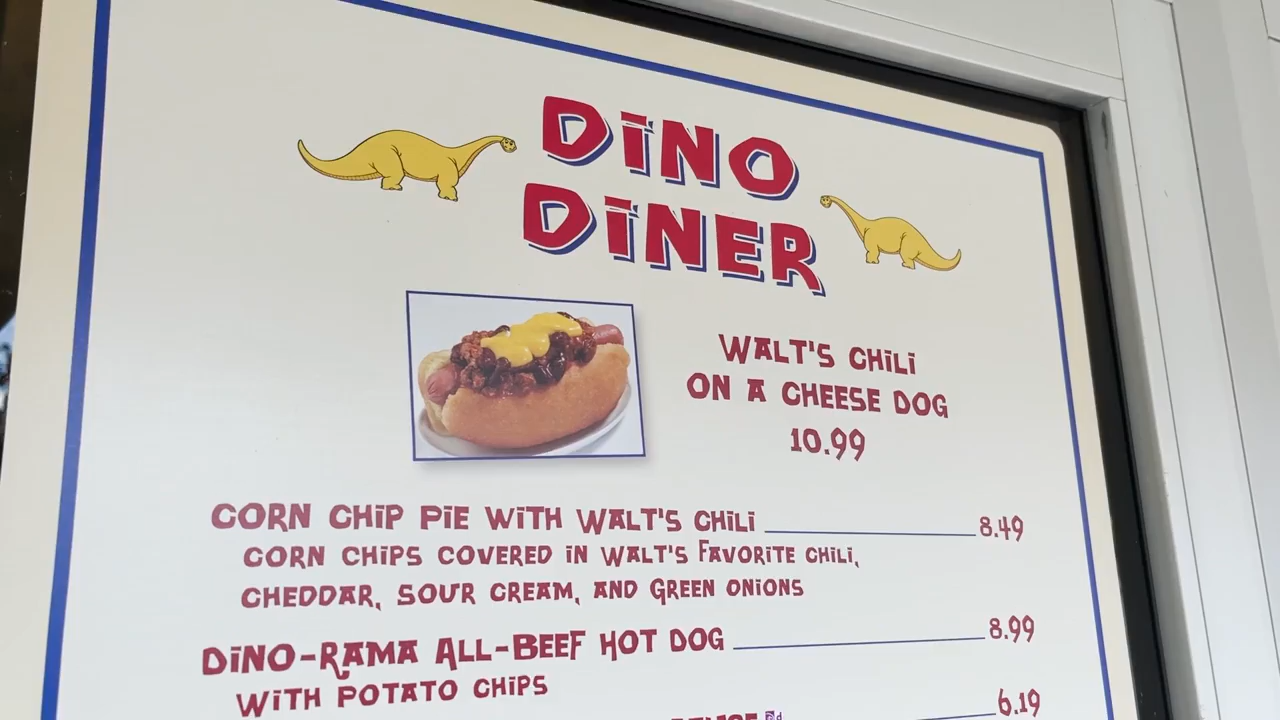 DINO
DINER
WALT'S CHILI
ON A CHEESE DOG
10.99
CORN CHIP PIE WITH WALT'S CHILI 8.49
CORN CHIPS COVERED IN WALT'S FAVORITE CHILI,
CHEDDAR, SOUR CREAM, AND GREEN ONIONS
DINO-RAMA ALL-BEEF HOT DOG 8.99
WITH POTATO CHIPS
6.19